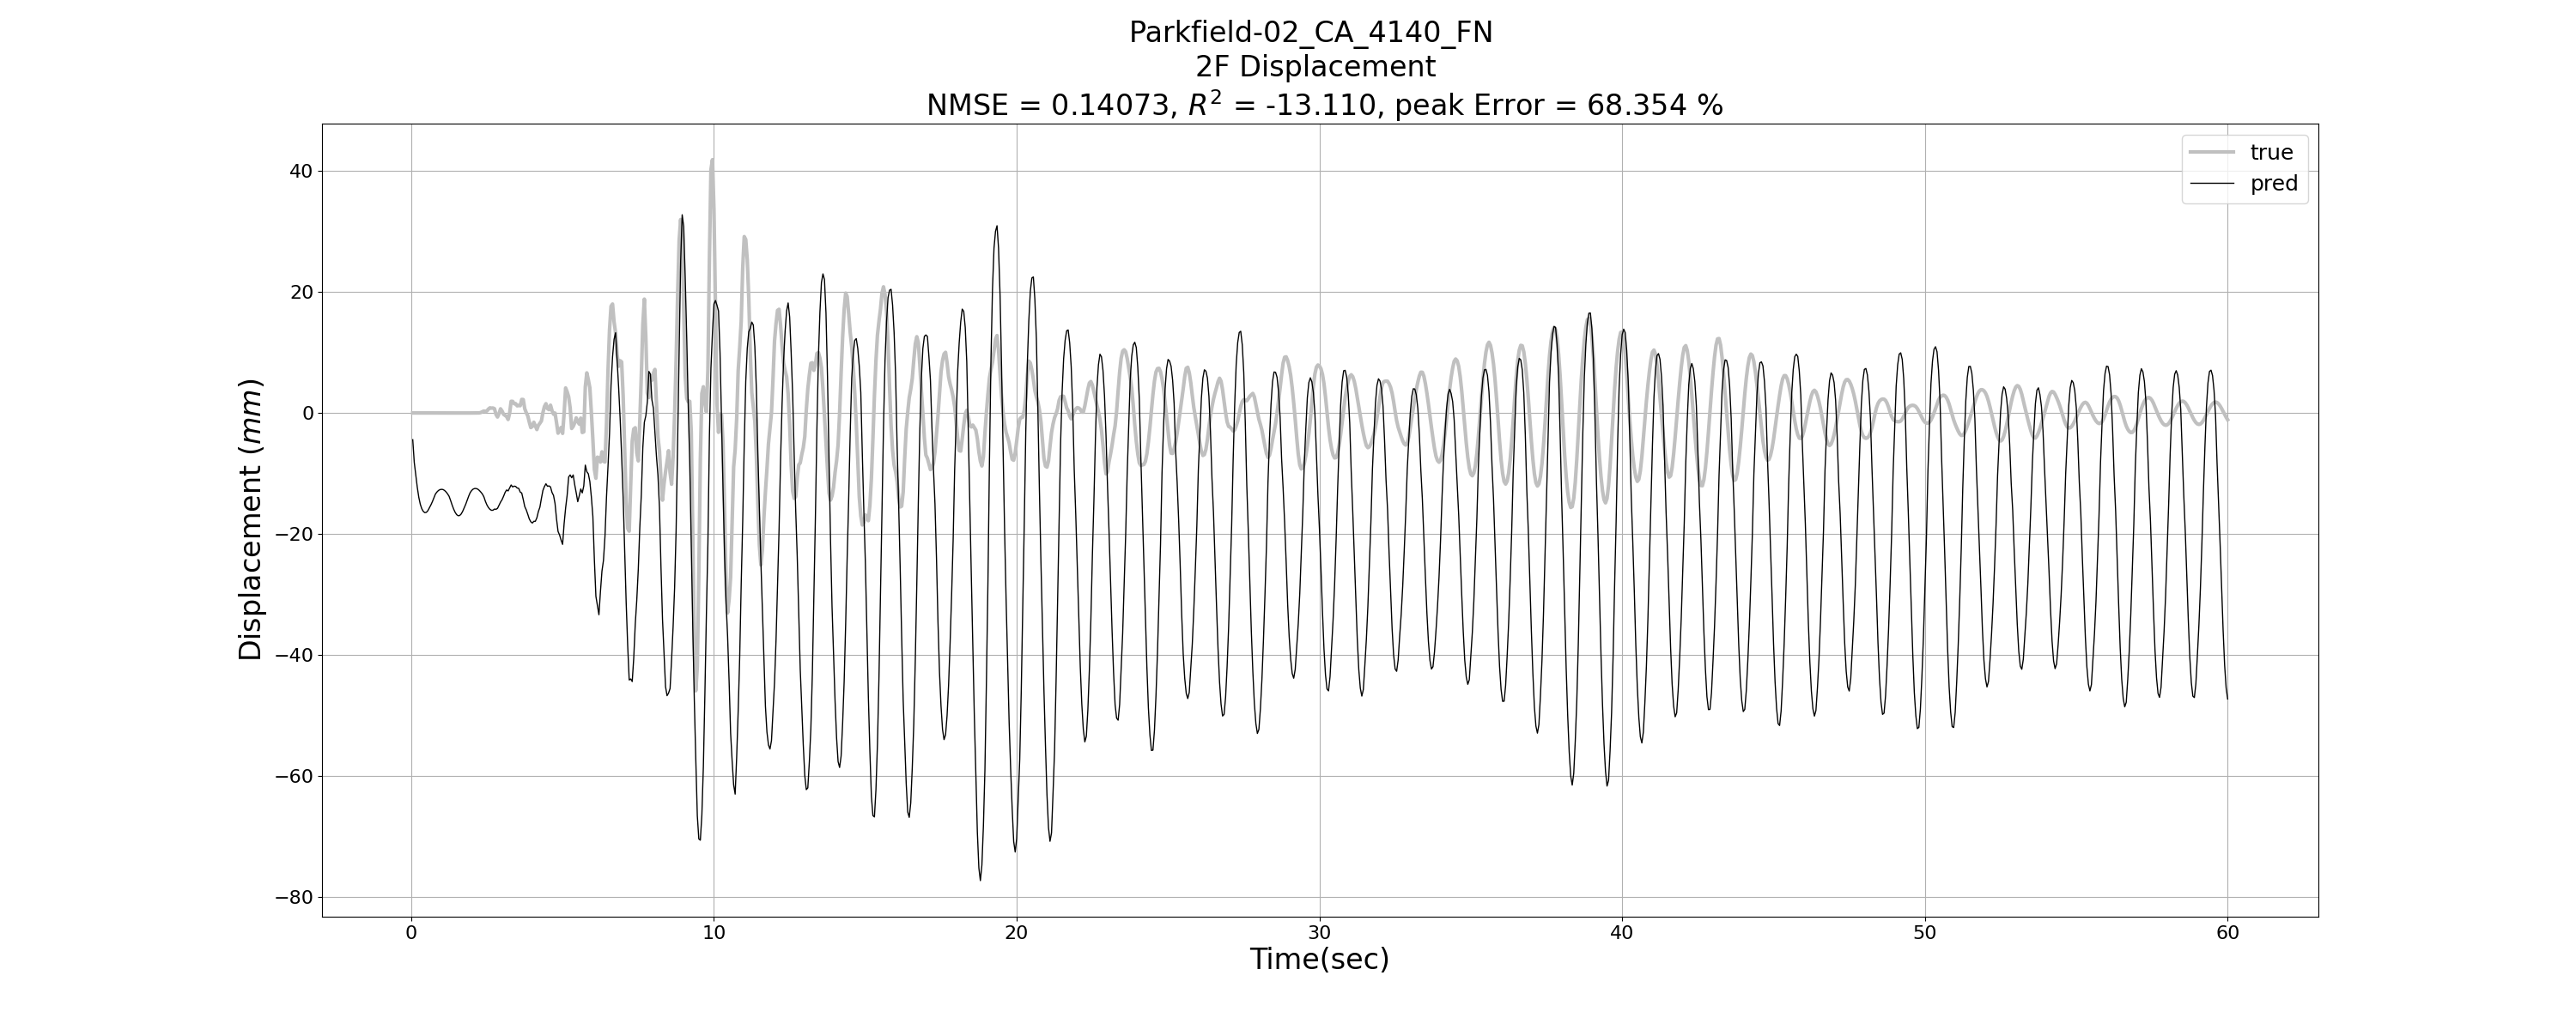 Parkfield-02_CA_4140_FN
2F Displacement
NMSE = 0.14073, R² = -13.110, peak Error = 68.354 %
true
pred
Displacement (mm)
40
20
0
−20
−40
−60
−80
0 10 20 30 40 50 60
Time(sec)